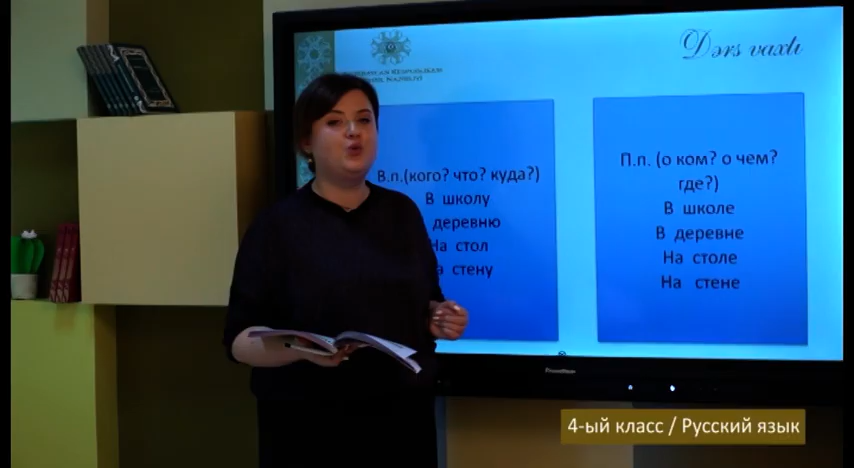 Dərs vaxtı
В.п.(кого? что? куда?)
В школу
деревню
На стол
стену
П.п. (о ком? о чем?
где?)
В школе
В деревне
На столе
На стене
4-ый класс / Русский язык